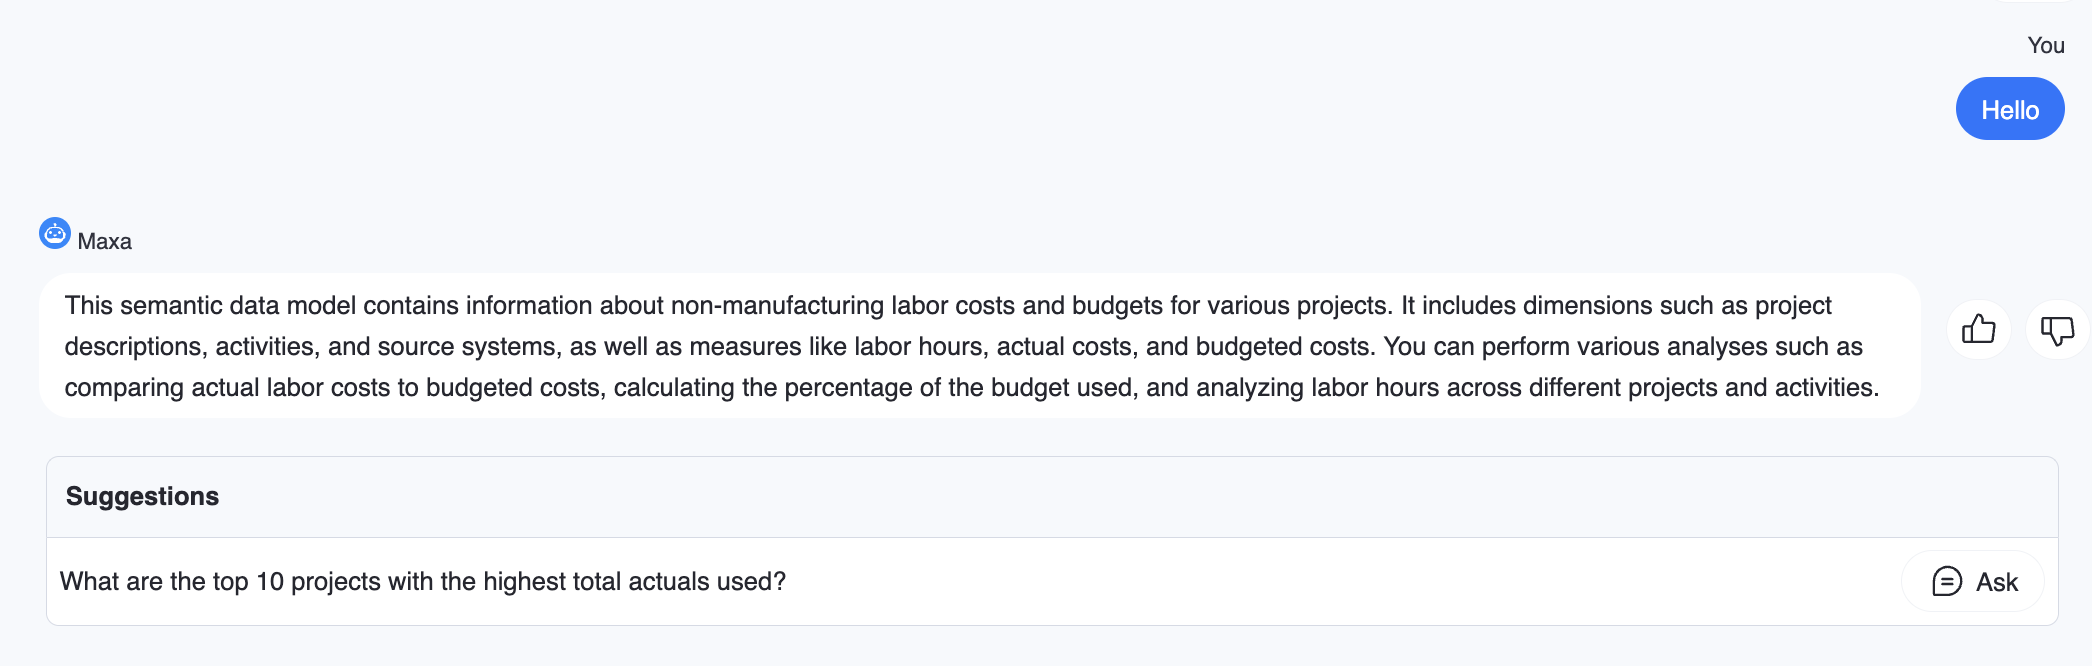 You
Hello
Maxa
This semantic data model contains information about non-manufacturing labor costs and budgets for various projects. It includes dimensions such as project
descriptions, activities, and source systems, as well as measures like labor hours, actual costs, and budgeted costs. You can perform various analyses such as
comparing actual labor costs to budgeted costs, calculating the percentage of the budget used, and analyzing labor hours across different projects and activities.
Suggestions
What are the top 10 projects with the highest total actuals used?
Ask